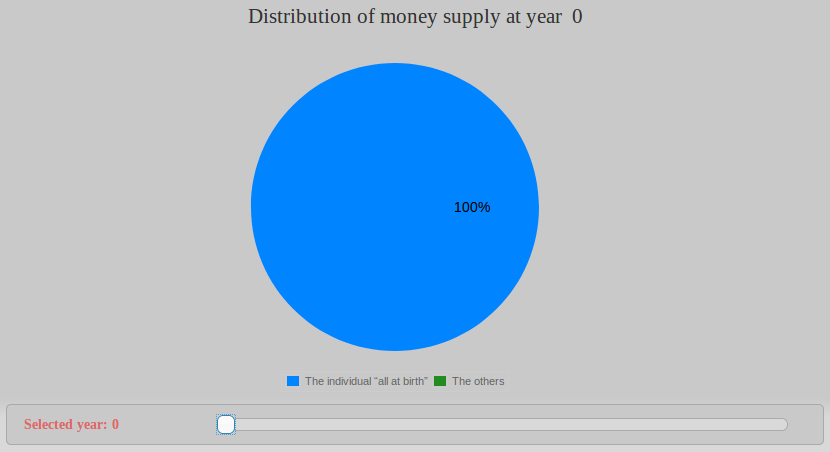 Distribution of money supply at year 0
100%
The individual “all at birth” The others
Selected year: 0